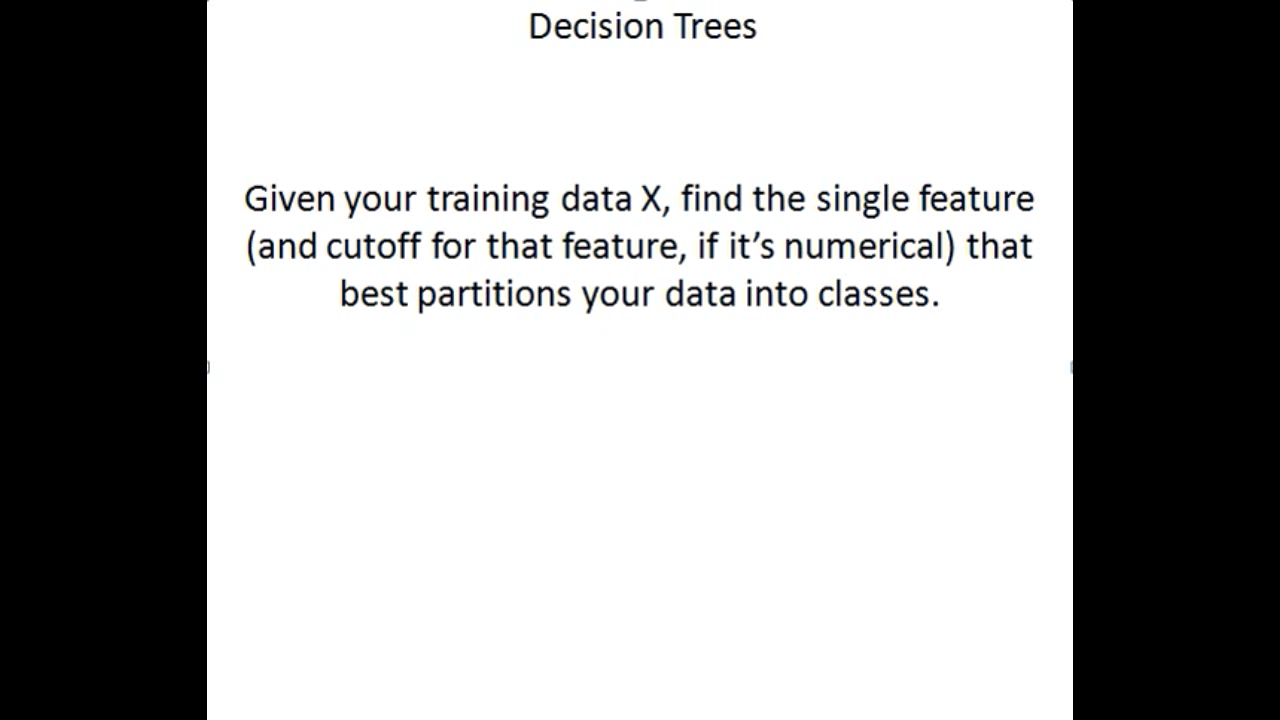 Decision Trees
Given your training data X, find the single feature
(and cutoff for that feature, if it’s numerical) that
best partitions your data into classes.